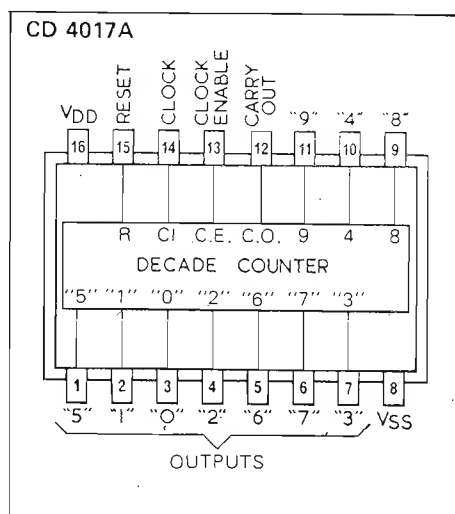 CD 4017A
VDD RESET CLOCK CLOCK ENABLE CARRY OUT "9" "4" "8"
16 15 14 13 12 11 10 9
R Cl C.E. C.O. 9 4 8
DECADE COUNTER
"5" "1" "0" "2" "6" "7" "3"
1 2 3 4 5 6 7 8
"5" "1" "0" "2" "6" "7" "3" VSS
OUTPUTS